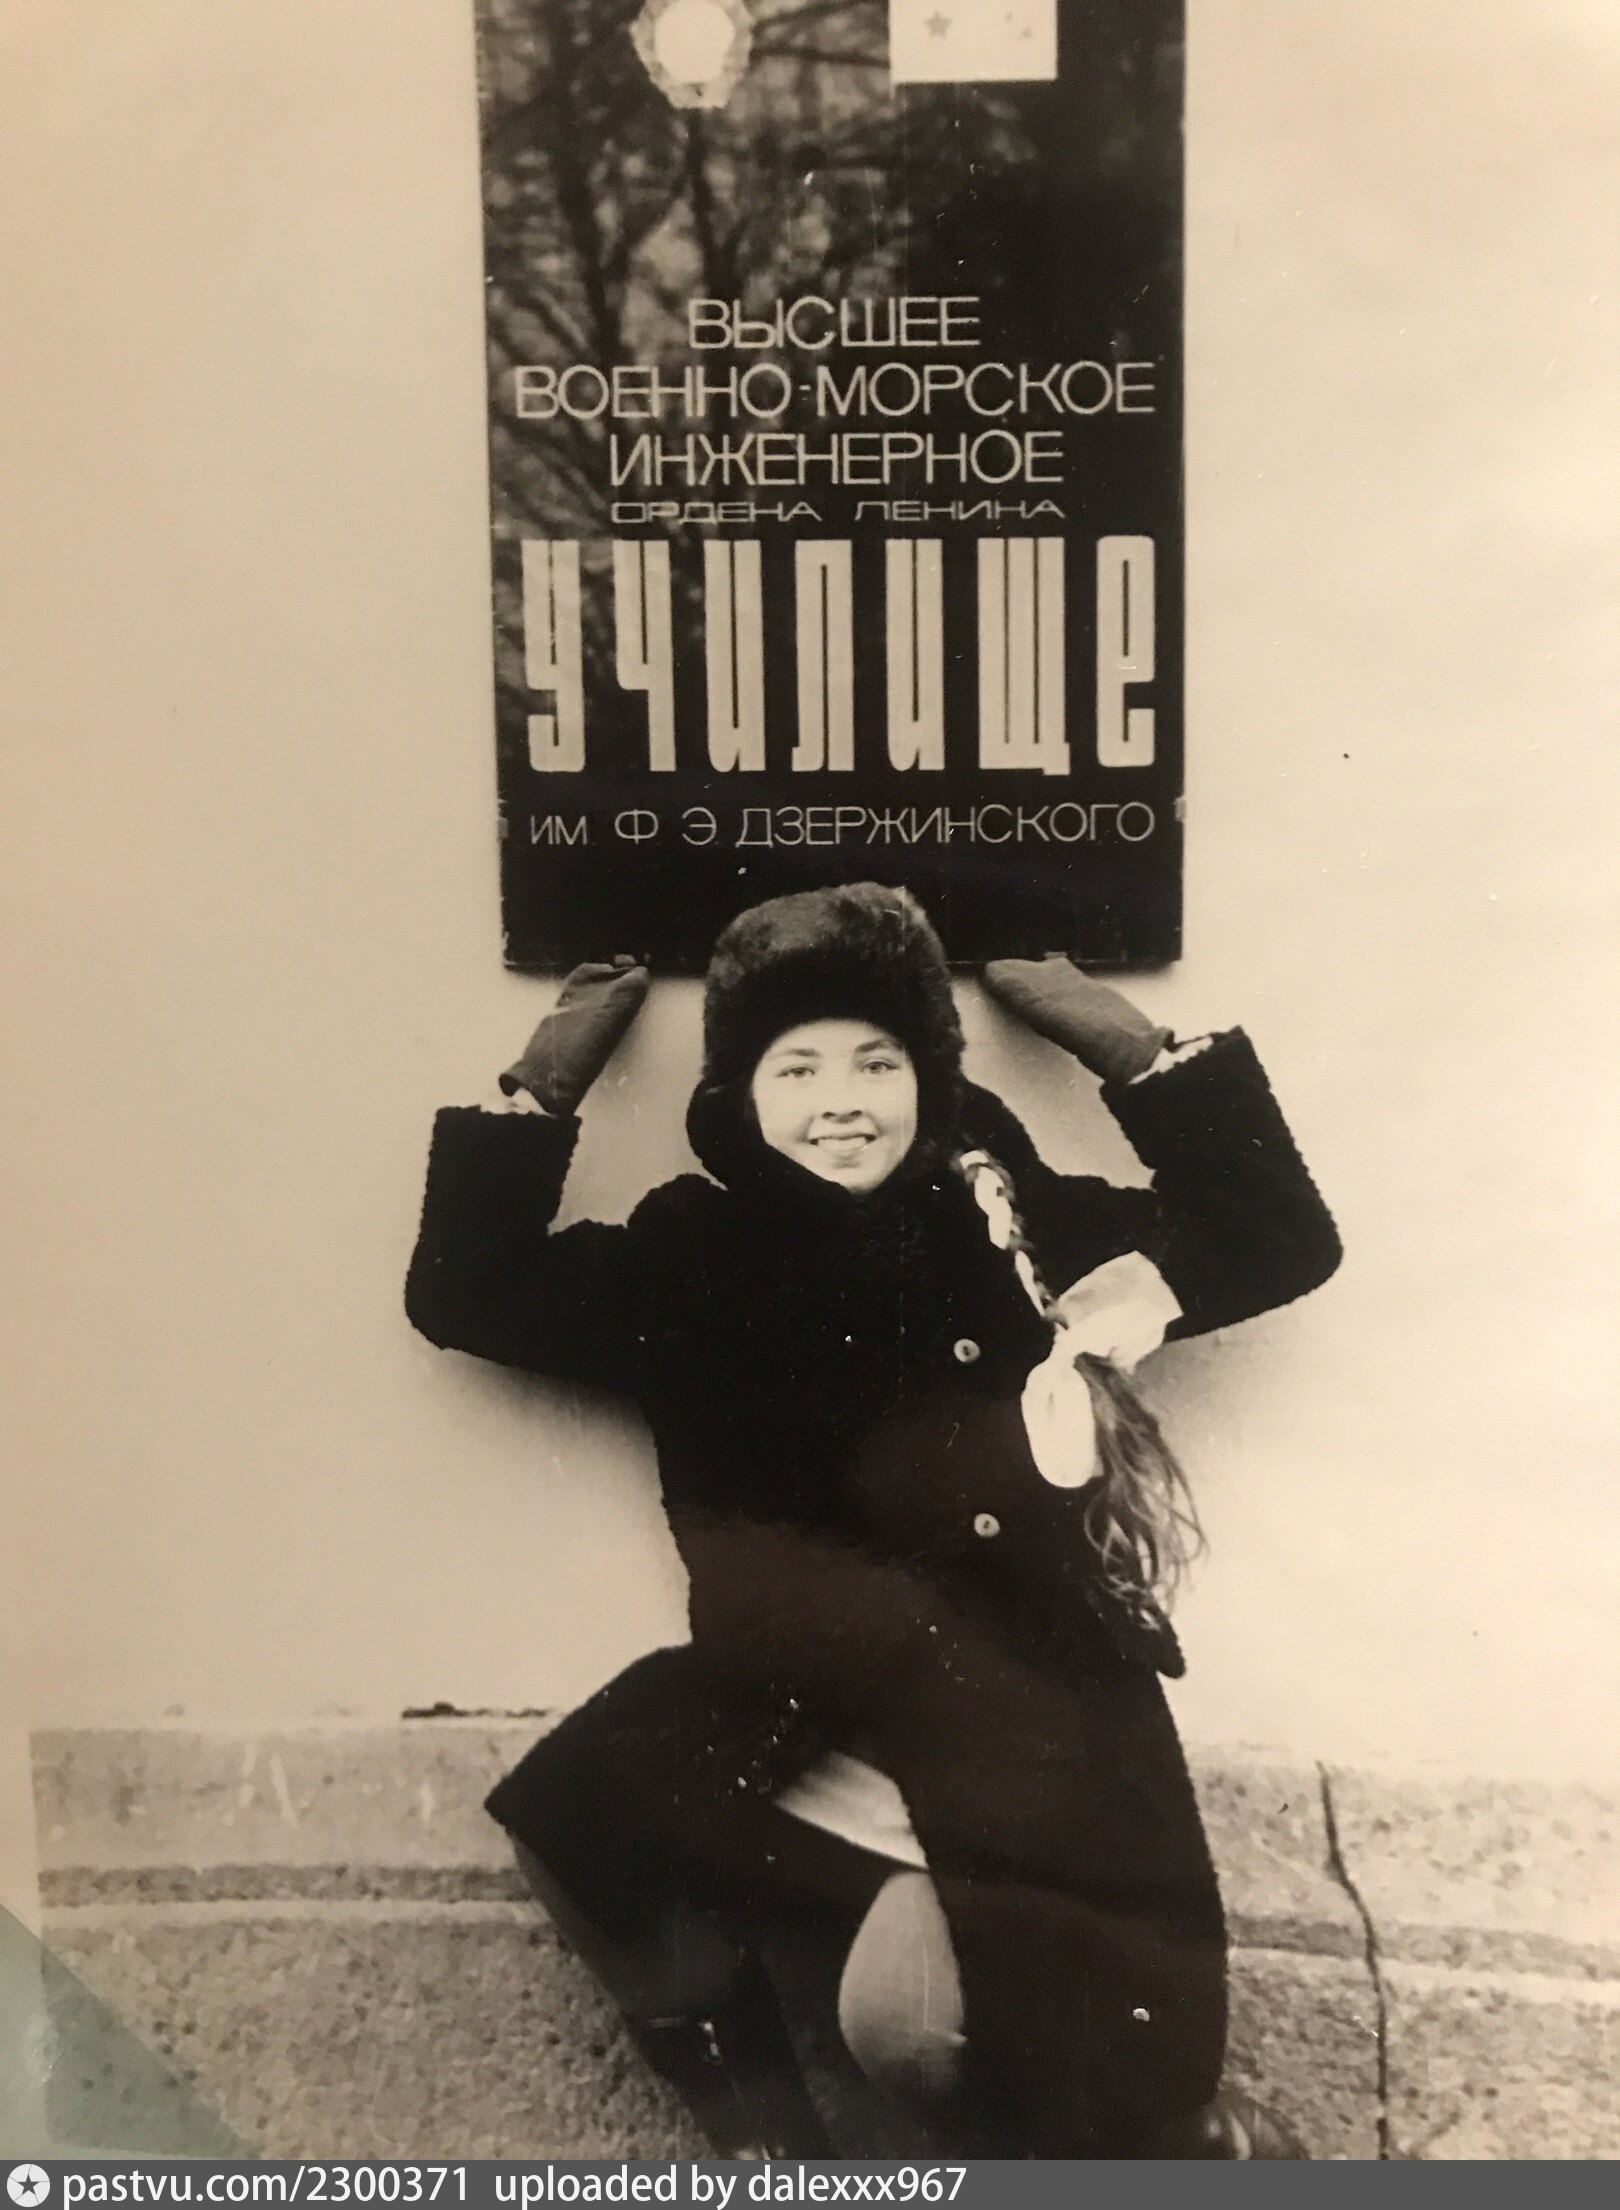 ВЫСШЕЕ
ВОЕННО-МОРСКОЕ
ИНЖЕНЕРНОЕ
ОРДЕНА ЛЕНИНА
УЧИЛИЩЕ
ИМ Ф Э ДЗЕРЖИНСКОГО
pastvu.com/2300371 uploaded by dalexxx967